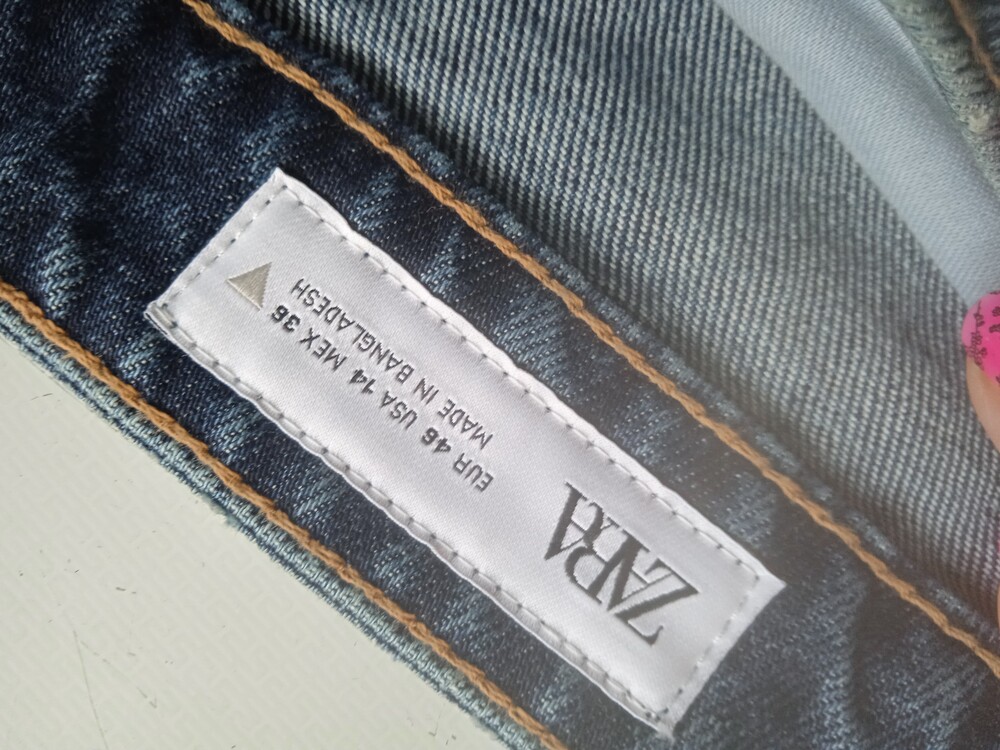 ZARA
EUR 46 USA 14 MEX 36
MADE IN BANGLADESH